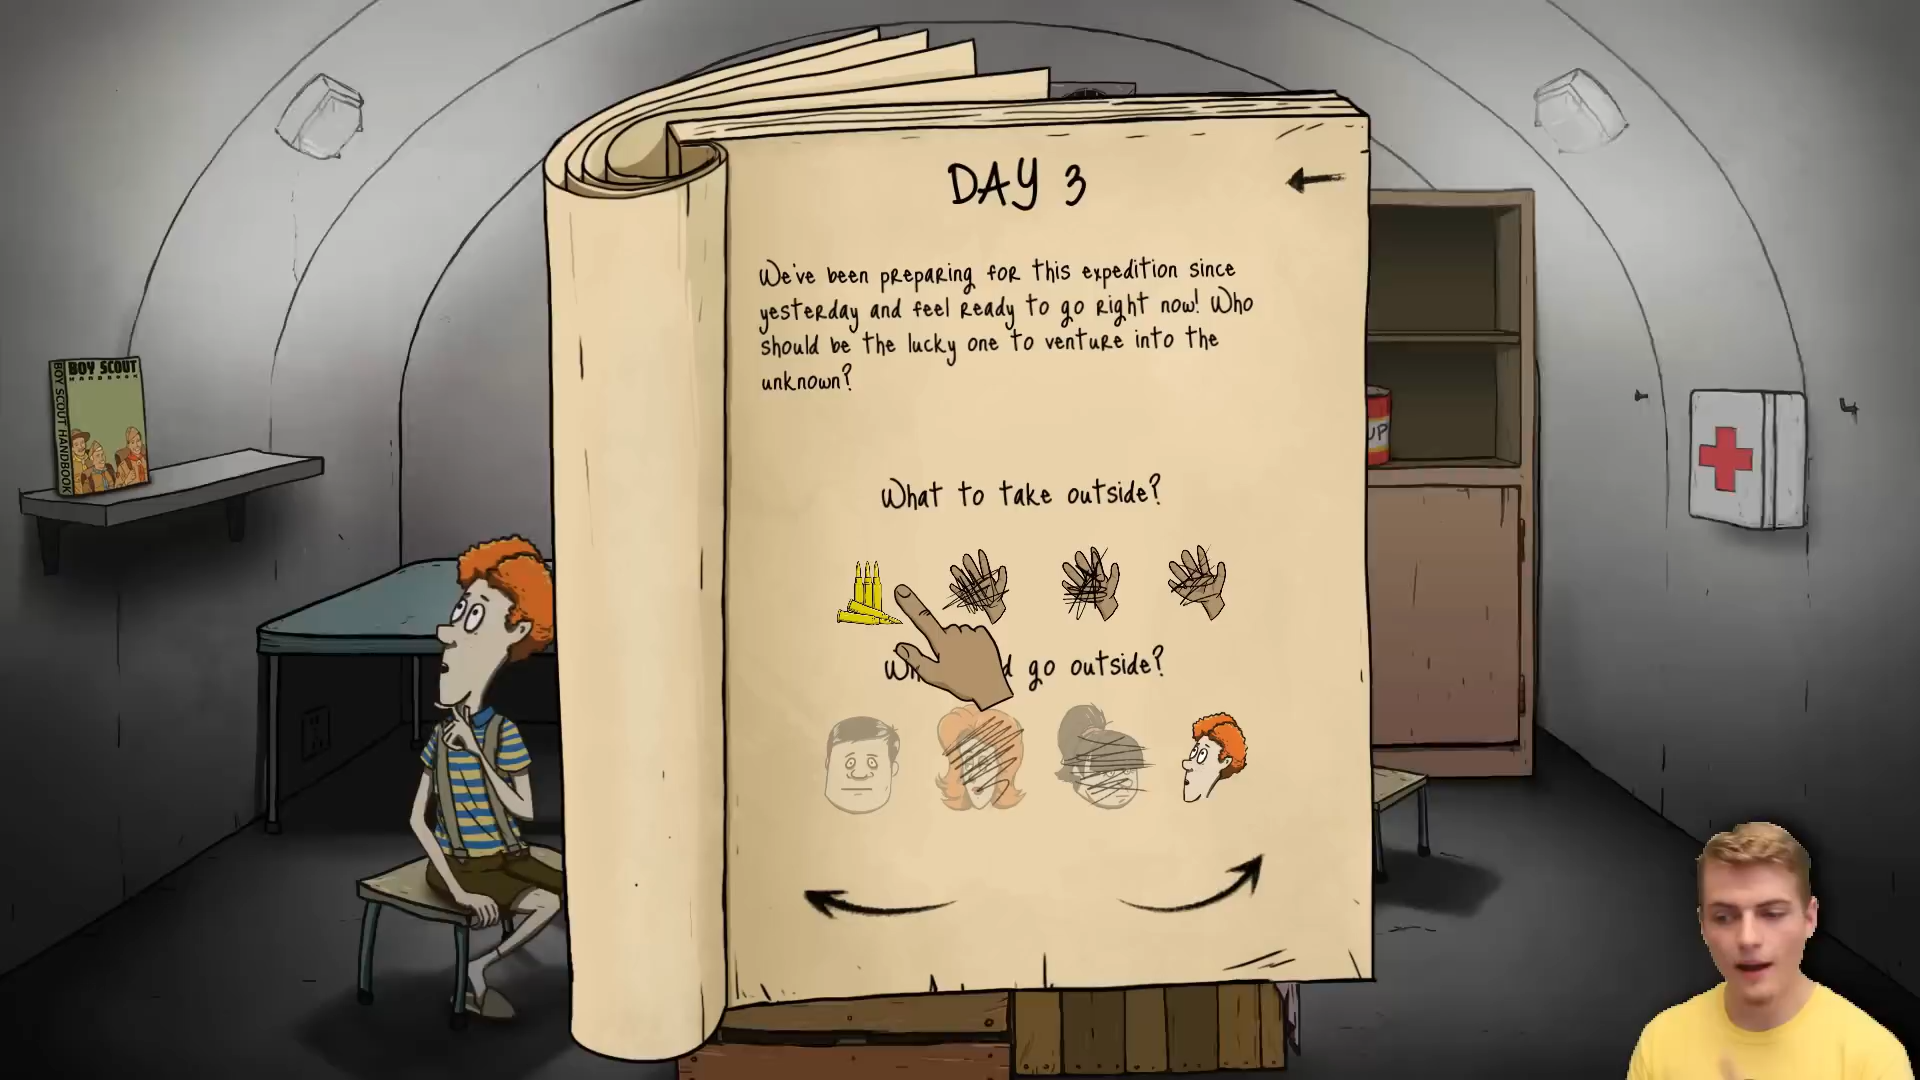 DAY 3
We've been preparing for this expedition since
yesterday and feel ready to go right now! Who
should be the lucky one to venture into the
unknown?
What to take outside?
go outside?
BOY SCOUT
HANDBOOK
BOY SCOUT HANDBOOK
UP